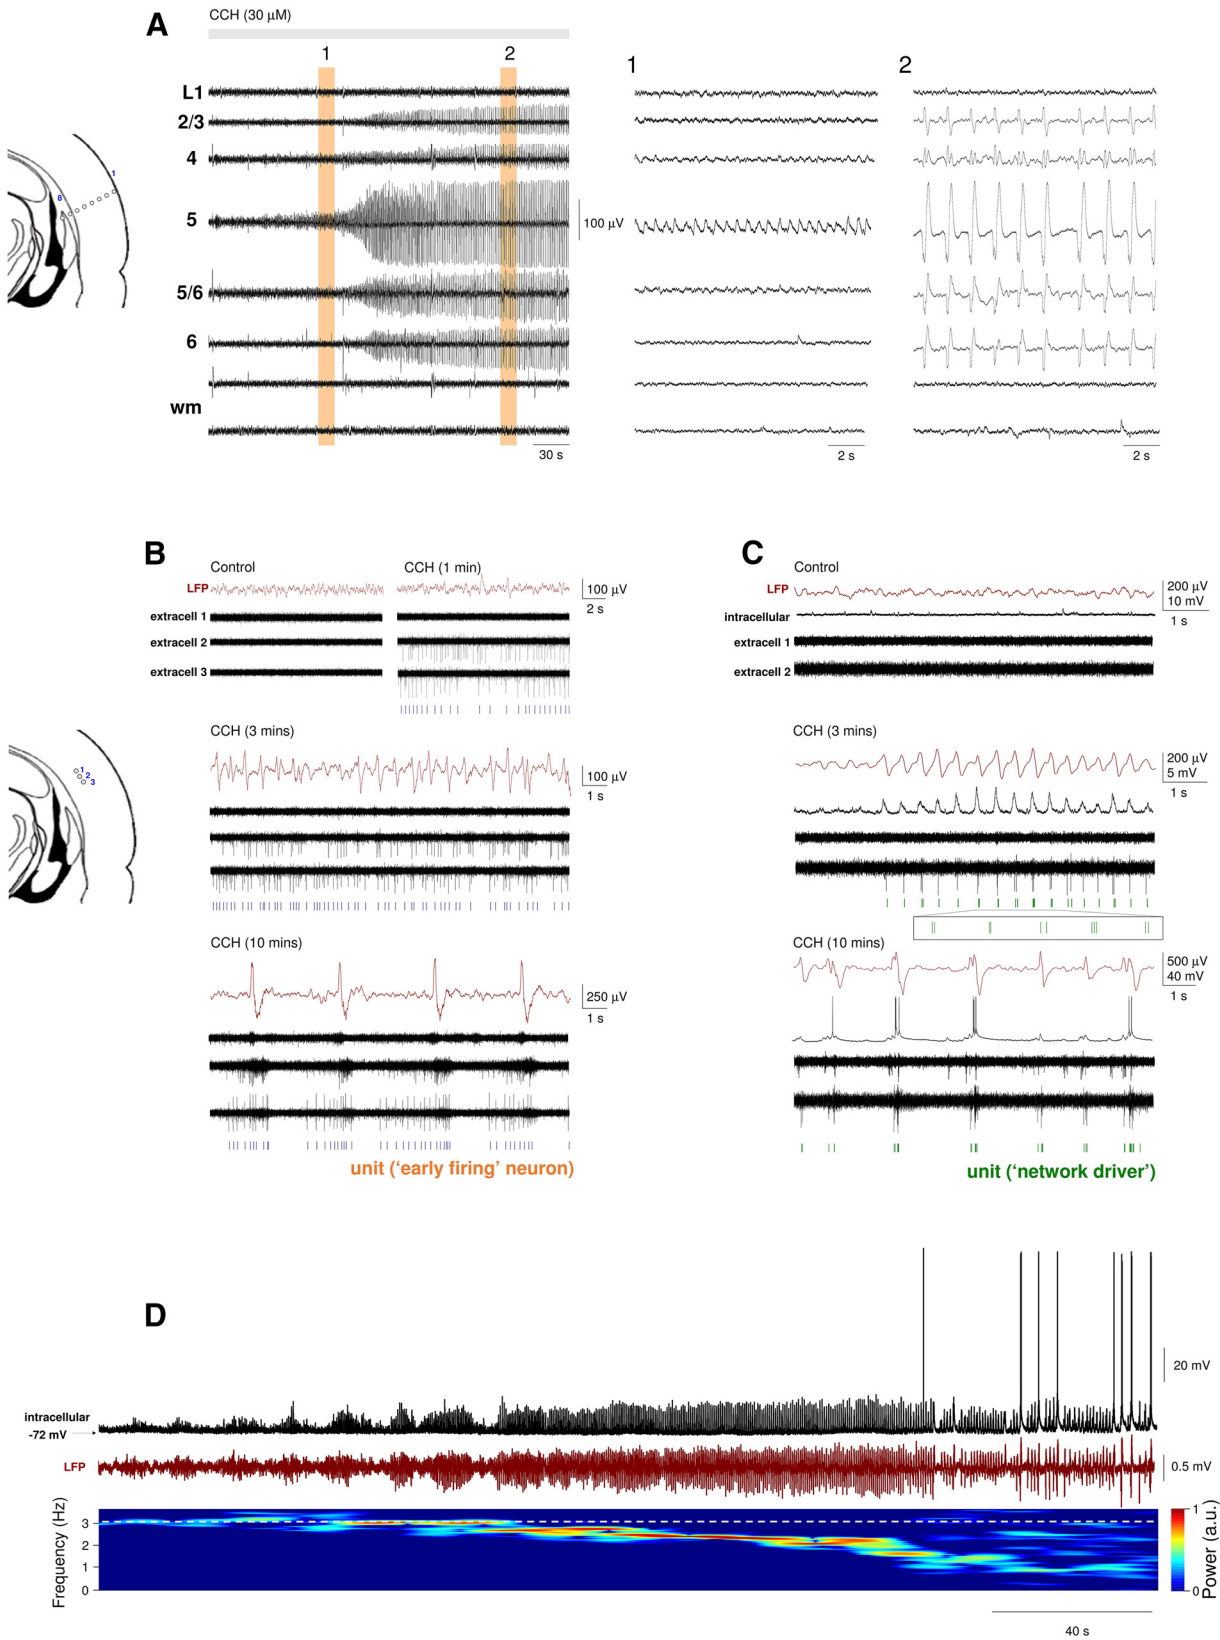 A
CCH (30 µM)
1
2
1
2
L1
2/3
4
5
5/6
6
wm
100 µV
30 s
2 s
2 s
1
8
B
Control
CCH (1 min)
LFP
extracell 1
extracell 2
extracell 3
100 µV
2 s
CCH (3 mins)
100 µV
1 s
1
2
3
CCH (10 mins)
250 µV
1 s
unit (‘early firing’ neuron)
C
Control
LFP
intracellular
extracell 1
extracell 2
200 µV
10 mV
1 s
CCH (3 mins)
200 µV
5 mV
1 s
CCH (10 mins)
500 µV
40 mV
1 s
unit (‘network driver’)
D
20 mV
intracellular
-72 mV
LFP
0.5 mV
Frequency (Hz)
3
2
1
0
1
0
Power (a.u.)
40 s